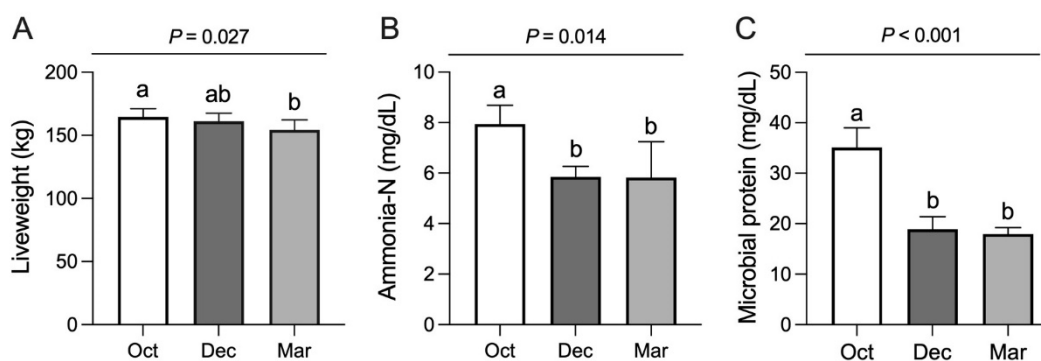 A
P = 0.027
Liveweight (kg)
200
150
100
50
0
a
ab
b
Oct
Dec
Mar
B
P = 0.014
Ammonia-N (mg/dL)
10
8
6
4
2
0
a
b
b
Oct
Dec
Mar
C
P < 0.001
Microbial protein (mg/dL)
50
40
30
20
10
0
a
b
b
Oct
Dec
Mar